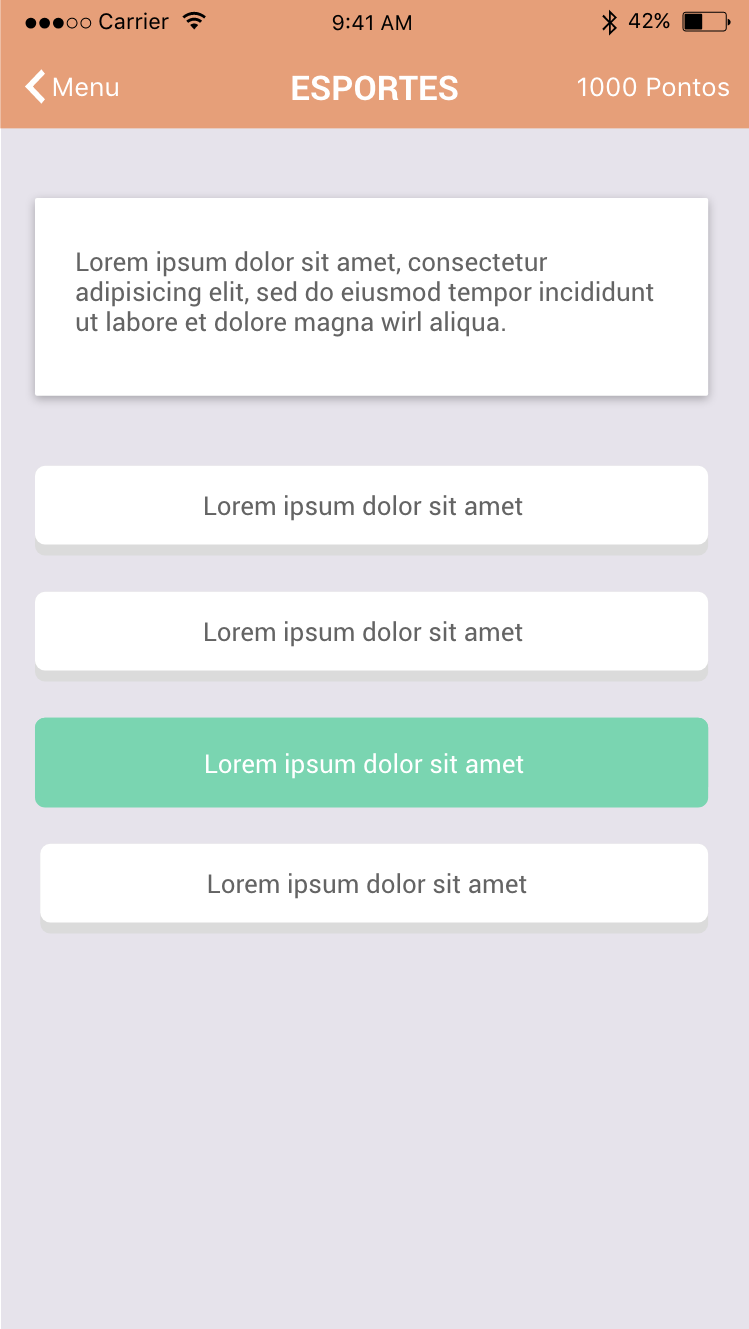 Carrier 9:41 AM 42%
Menu ESPORTES 1000 Pontos
Lorem ipsum dolor sit amet, consectetur
adipisicing elit, sed do eiusmod tempor incididunt
ut labore et dolore magna wirl aliqua.
Lorem ipsum dolor sit amet
Lorem ipsum dolor sit amet
Lorem ipsum dolor sit amet
Lorem ipsum dolor sit amet